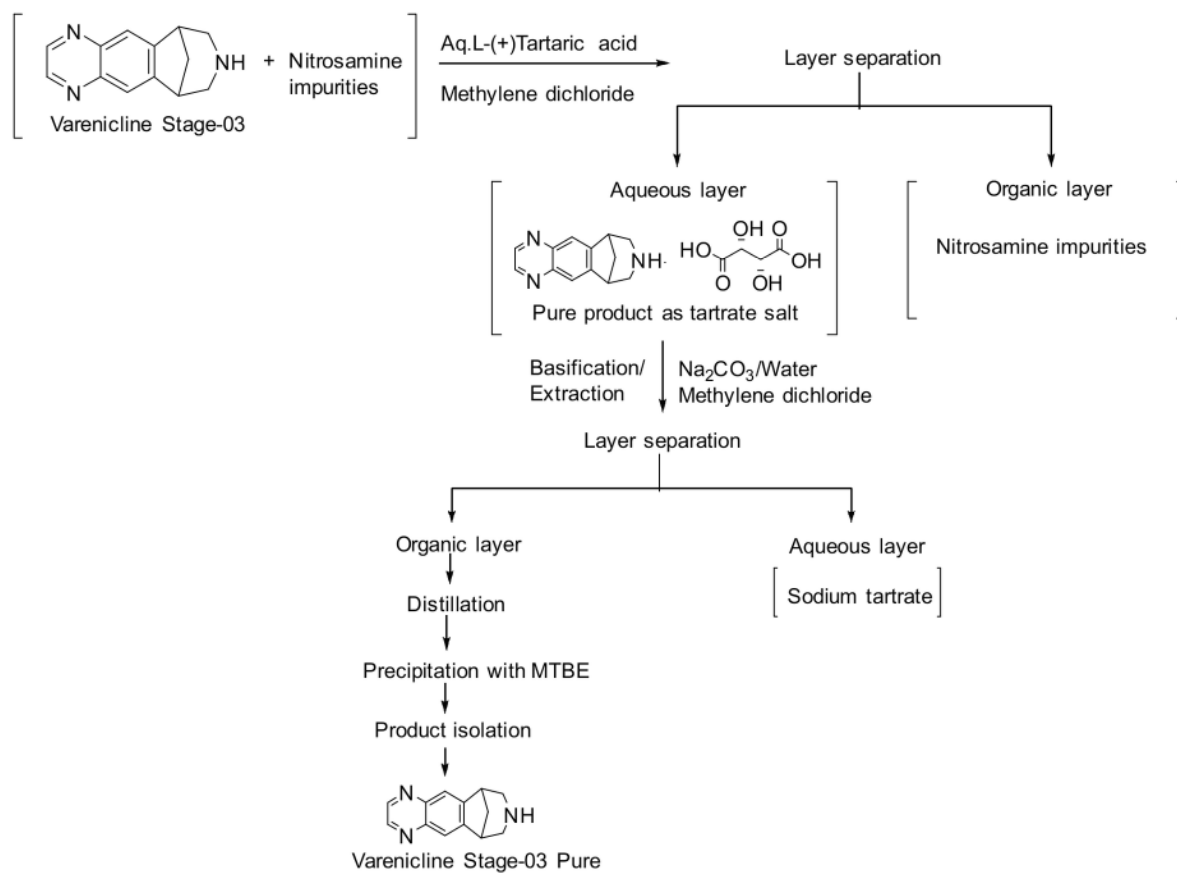 N
N
NH
+ Nitrosamine
impurities
Varenicline Stage-03
Aq.L-(+)Tartaric acid
Methylene dichloride
Layer separation
Aqueous layer
N
N
NH.
HO
O
OH
OH
O
OH
Pure product as tartrate salt
Organic layer
Nitrosamine impurities
Basification/
Extraction
Na₂CO₃/Water
Methylene dichloride
Layer separation
Organic layer
Distillation
Precipitation with MTBE
Product isolation
N
N
NH
Varenicline Stage-03 Pure
Aqueous layer
Sodium tartrate